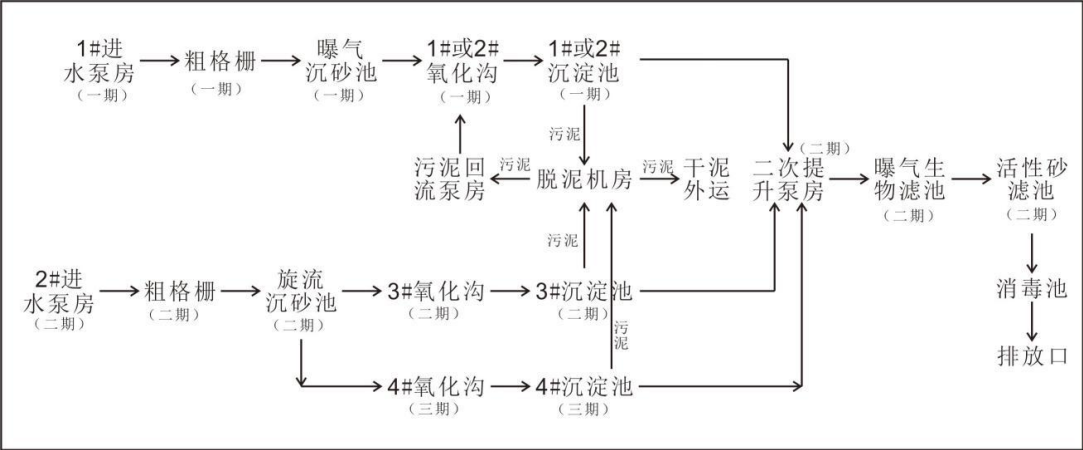 1#进
水泵房
（一期）
粗格栅
（一期）
曝气
沉砂池
（一期）
1#或2#
氧化沟
（一期）
1#或2#
沉淀池
（一期）
污泥
污泥回
流泵房
污泥
脱泥机房
污泥
干泥
外运
（二期）
二次提
升泵房
曝气生
物滤池
（二期）
活性砂
滤池
（二期）
污泥
2#进
水泵房
（二期）
粗格栅
（二期）
旋流
沉砂池
（二期）
3#氧化沟
（二期）
3#沉淀池
（二期）
消毒池
污
泥
排放口
4#氧化沟
（三期）
4#沉淀池
（三期）